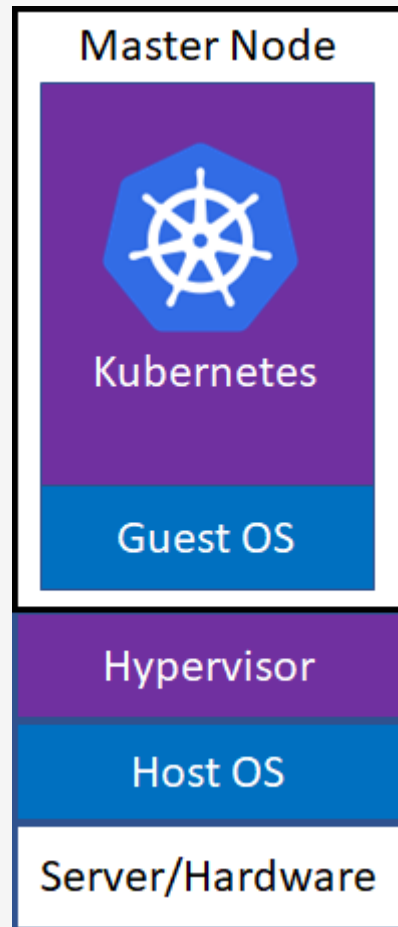 Master Node
Kubernetes
Guest OS
Hypervisor
Host OS
Server/Hardware